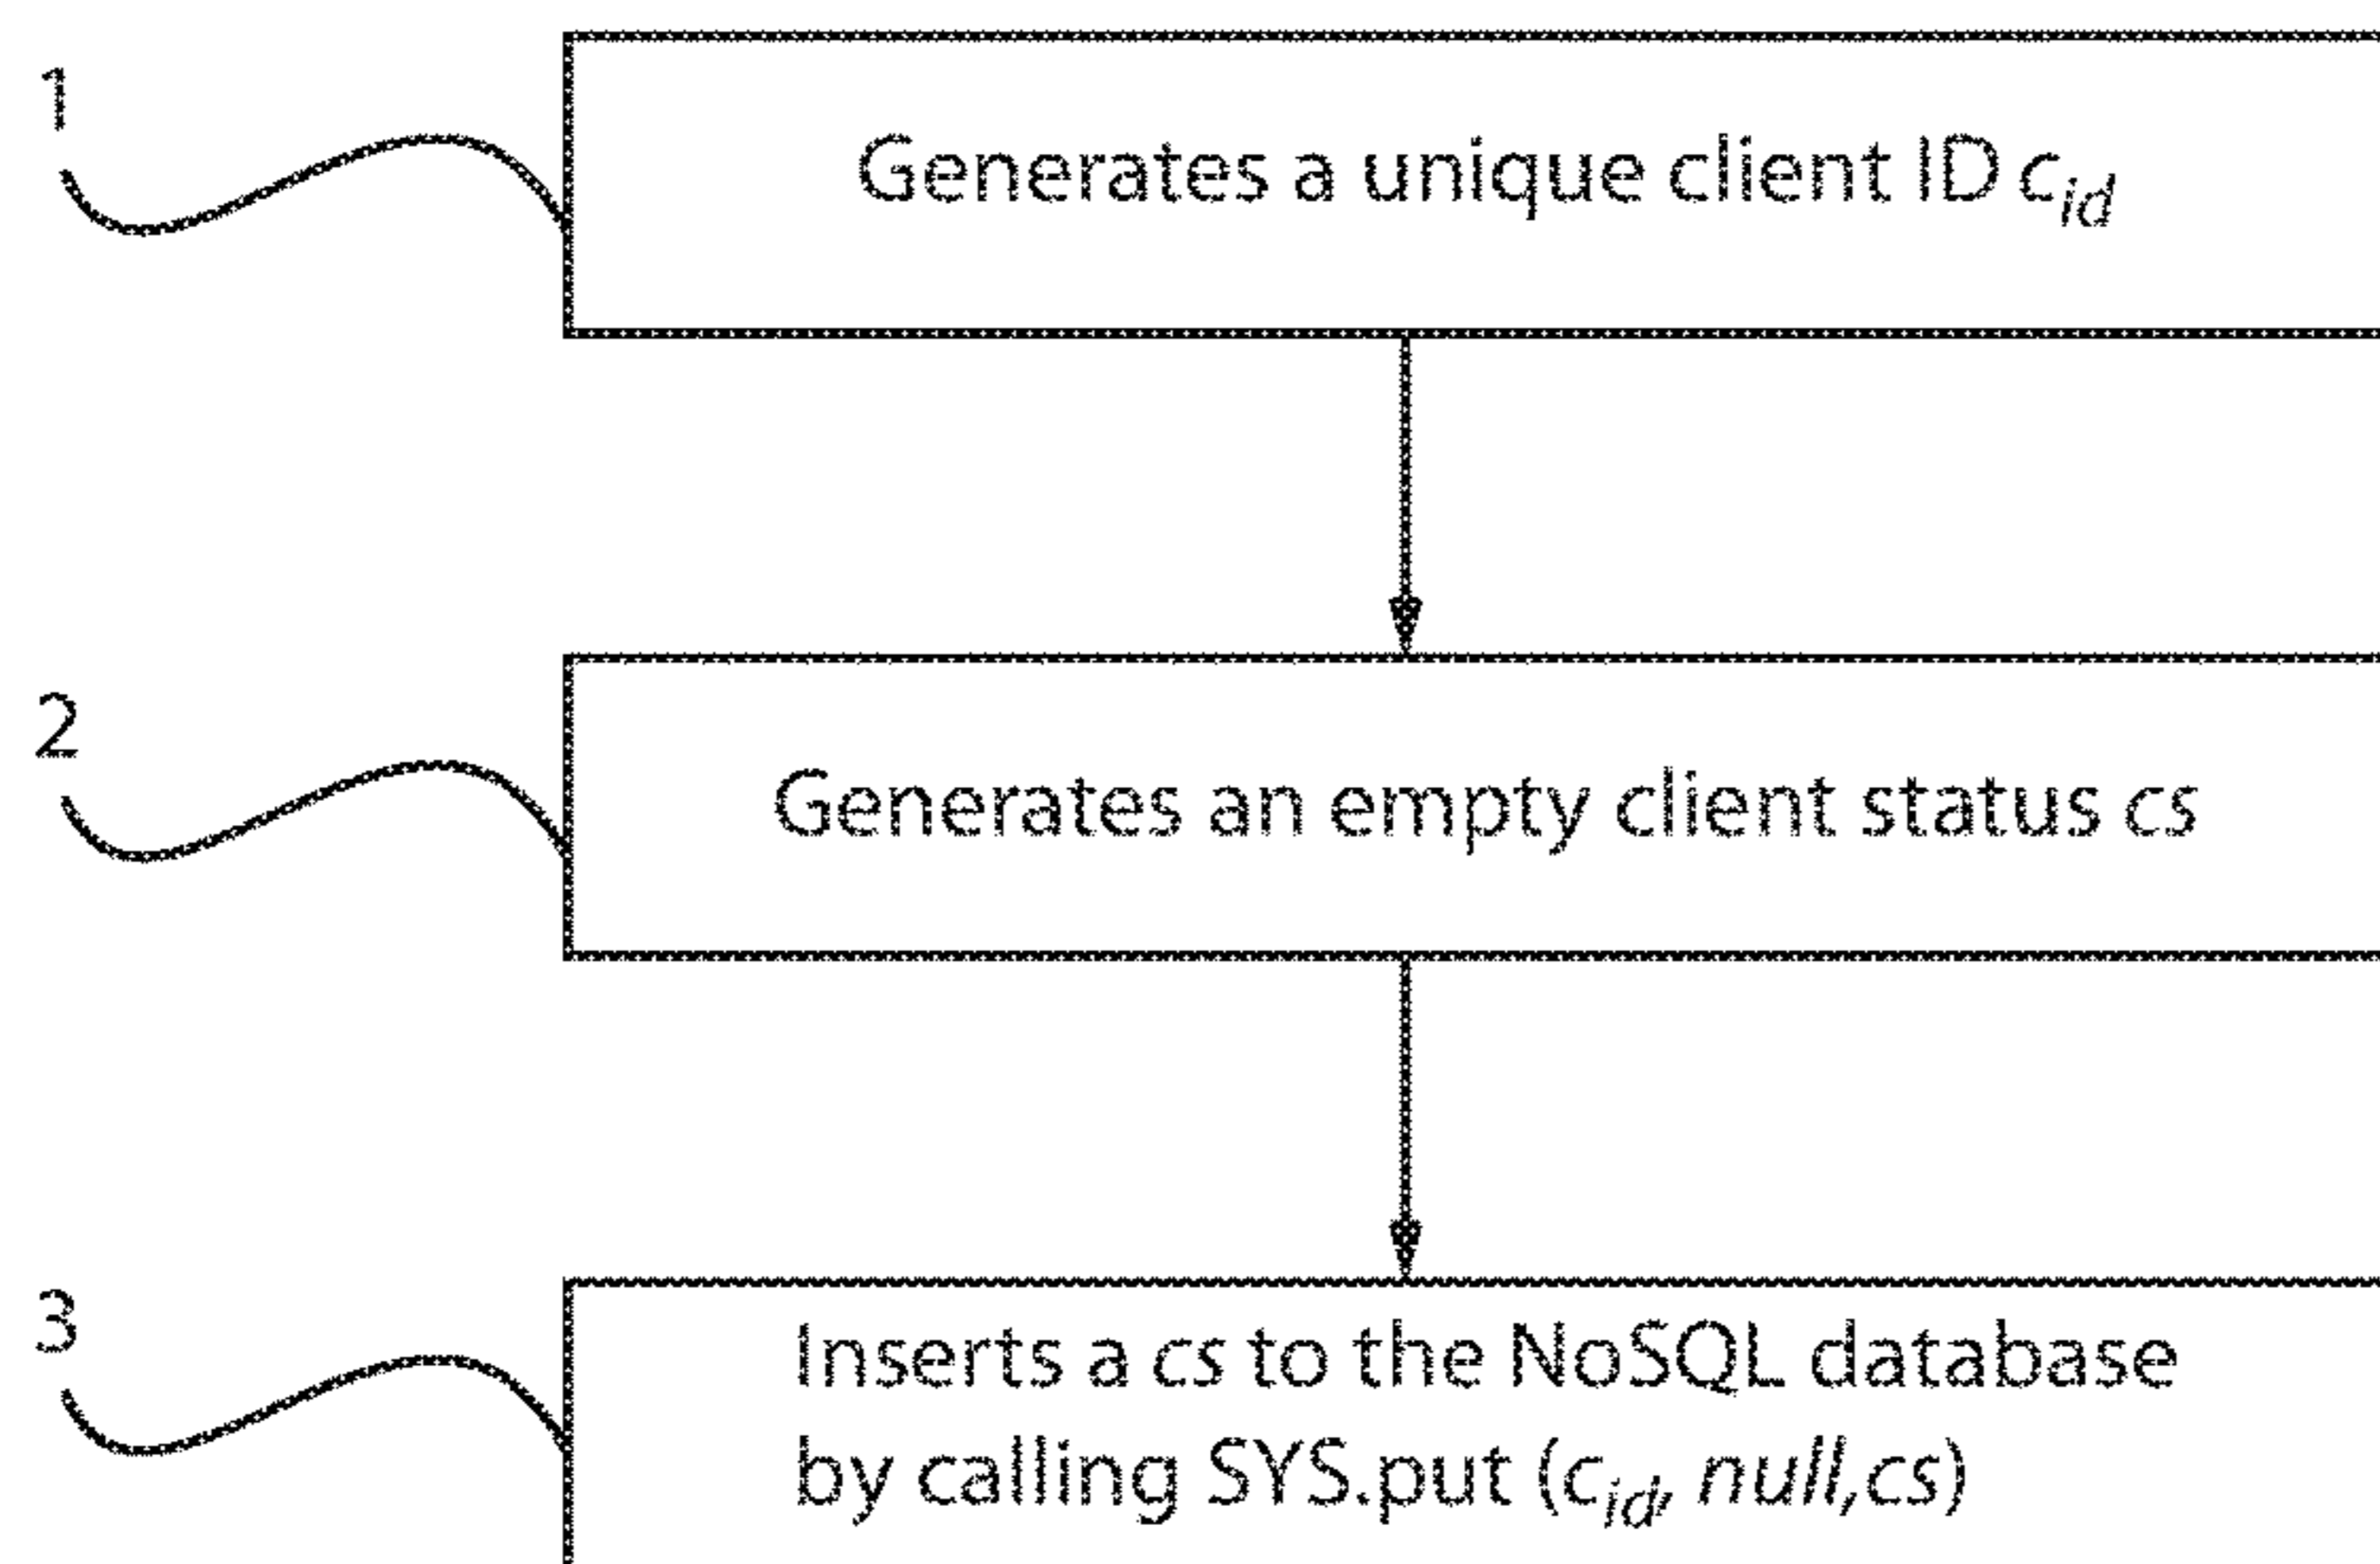 1
Generates a unique client ID c_id
2
Generates an empty client status cs
3
Inserts a cs to the NoSQL database
by calling SYS.put (c_id, null,cs)